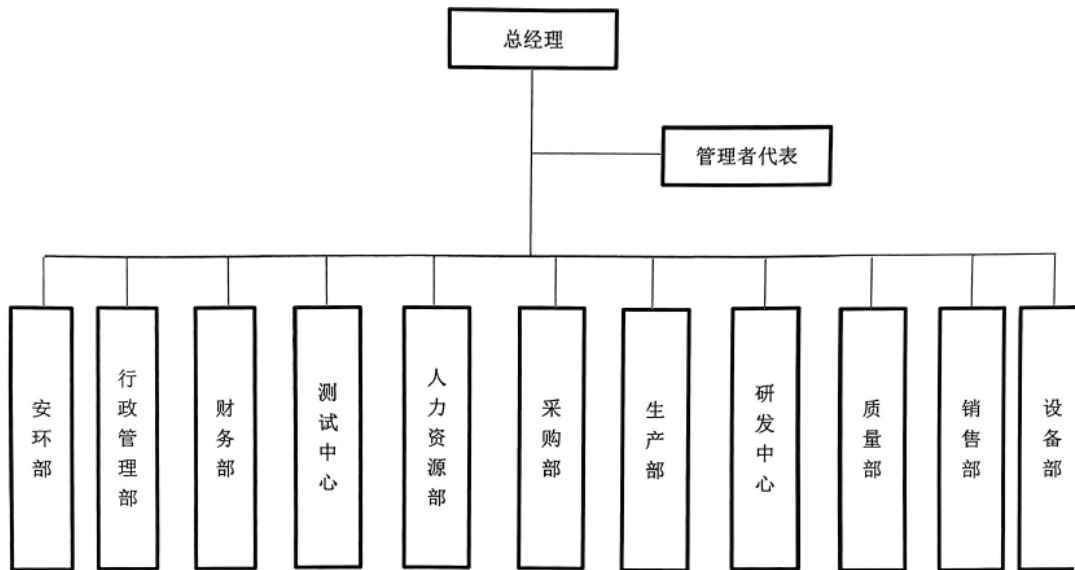 总经理
管理者代表
安环部
行政管理部
财务部
测试中心
人力资源部
采购部
生产部
研发中心
质量部
销售部
设备部